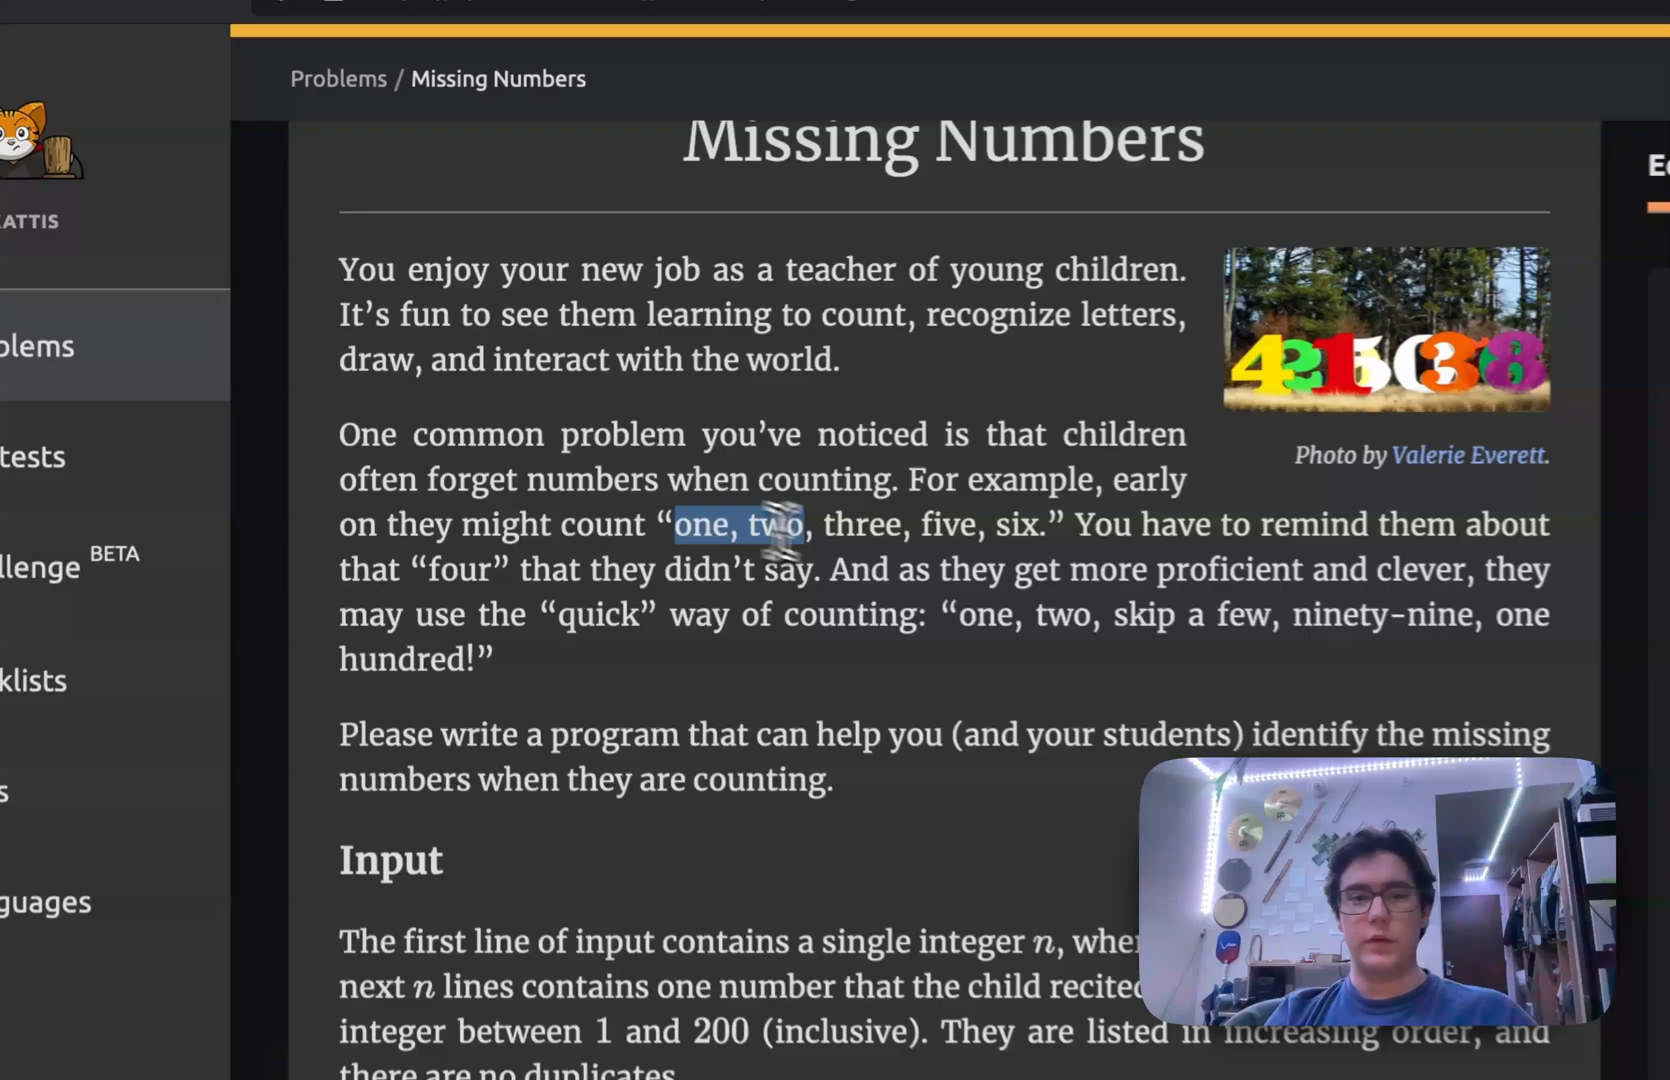 Problems / Missing Numbers
Missing Numbers
ATTIS
blems
tests
llenge BETA
klists
s
guages
You enjoy your new job as a teacher of young children.
It’s fun to see them learning to count, recognize letters,
draw, and interact with the world.
4215038
Photo by Valerie Everett.
One common problem you’ve noticed is that children
often forget numbers when counting. For example, early
on they might count “one, two, three, five, six.” You have to remind them about
that “four” that they didn’t say. And as they get more proficient and clever, they
may use the “quick” way of counting: “one, two, skip a few, ninety-nine, one
hundred!”
Please write a program that can help you (and your students) identify the missing
numbers when they are counting.
Input
The first line of input contains a single integer n, wher
next n lines contains one number that the child recited
integer between 1 and 200 (inclusive). They are listed in increasing order, and
there are no duplicates.